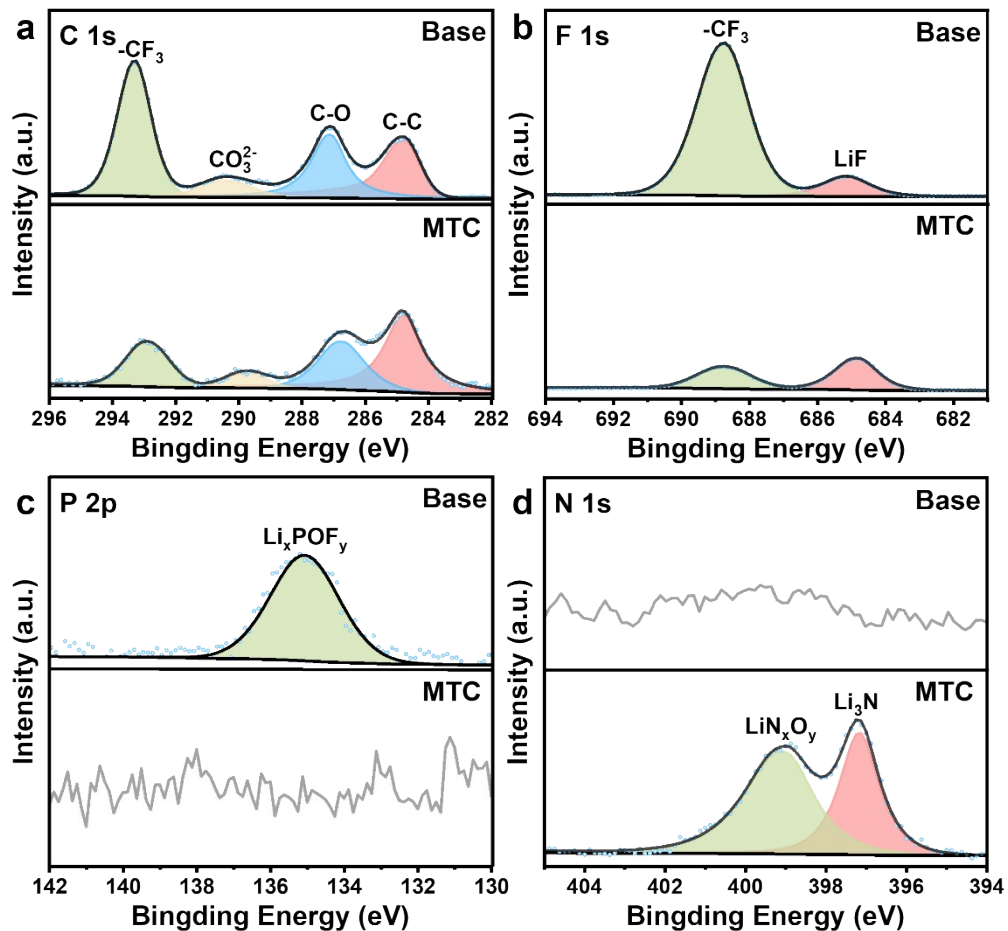 a
C 1s
Base
-CF₃
CO₃²⁻
C-O
C-C
MTC
Intensity (a.u.)
296 294 292 290 288 286 284 282
Bingding Energy (eV)
b
F 1s
Base
-CF₃
LiF
MTC
Intensity (a.u.)
694 692 690 688 686 684 682
Bingding Energy (eV)
c
P 2p
Base
LiₓPOFᵧ
MTC
Intensity (a.u.)
142 140 138 136 134 132 130
Bingding Energy (eV)
d
N 1s
Base
MTC
LiNₓOᵧ
Li₃N
Intensity (a.u.)
404 402 400 398 396 394
Bingding Energy (eV)